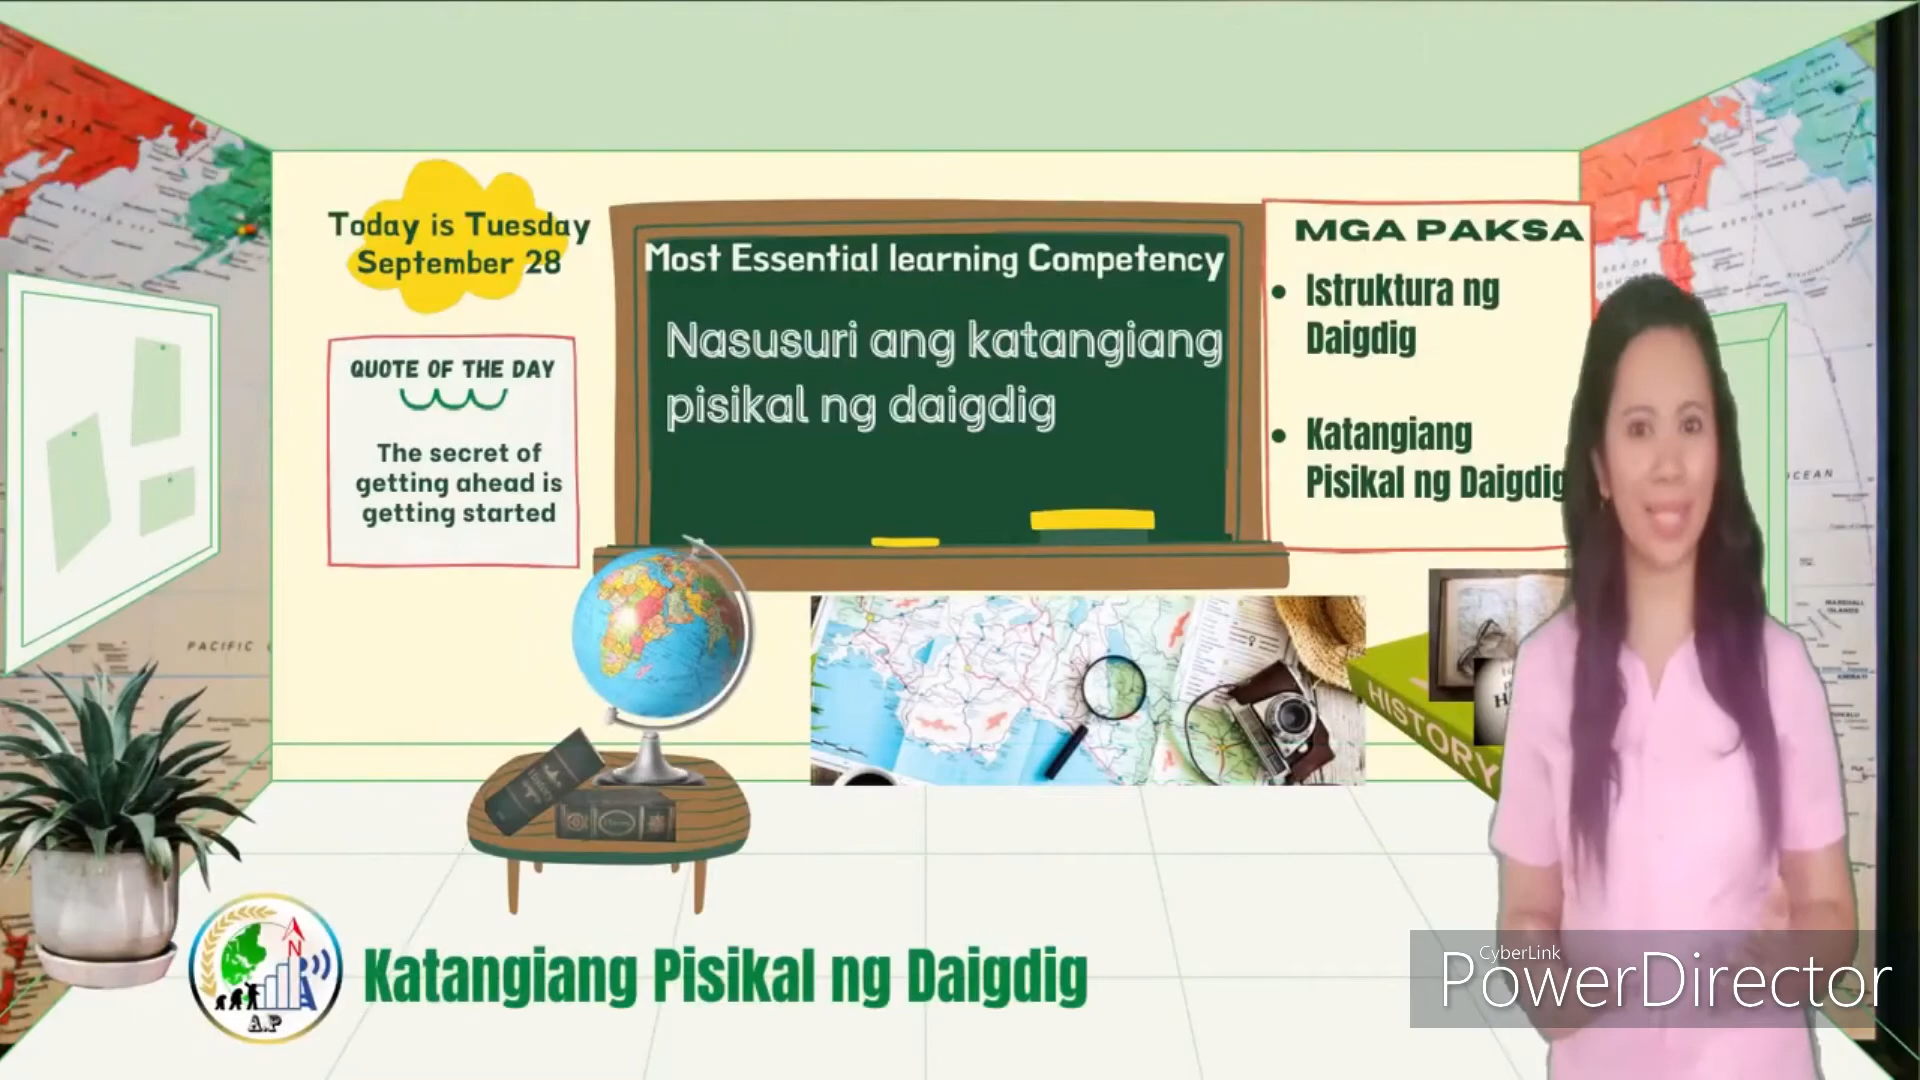 Today is Tuesday
September 28
QUOTE OF THE DAY
The secret of
getting ahead is
getting started
Most Essential learning Competency
Nasusuri ang katangiang
pisikal ng daigdig
MGA PAKSA
Istruktura ng
Daigdig
Katangiang
Pisikal ng Daigdig
RUSSIA
PACIFIC
HISTORY
N
A.P
Katangiang Pisikal ng Daigdig
CyberLink
PowerDirector